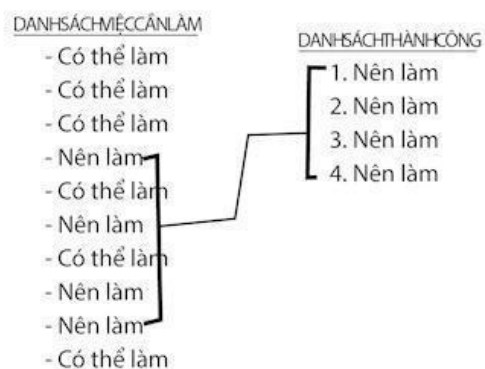 DANHSÁCHVIỆCCẦNLÀM
- Có thể làm
- Có thể làm
- Có thể làm
- Nên làm
- Có thể làm
- Nên làm
- Có thể làm
- Nên làm
- Nên làm
- Có thể làm
DANHSÁCHTHÀNHCÔNG
1. Nên làm
2. Nên làm
3. Nên làm
4. Nên làm